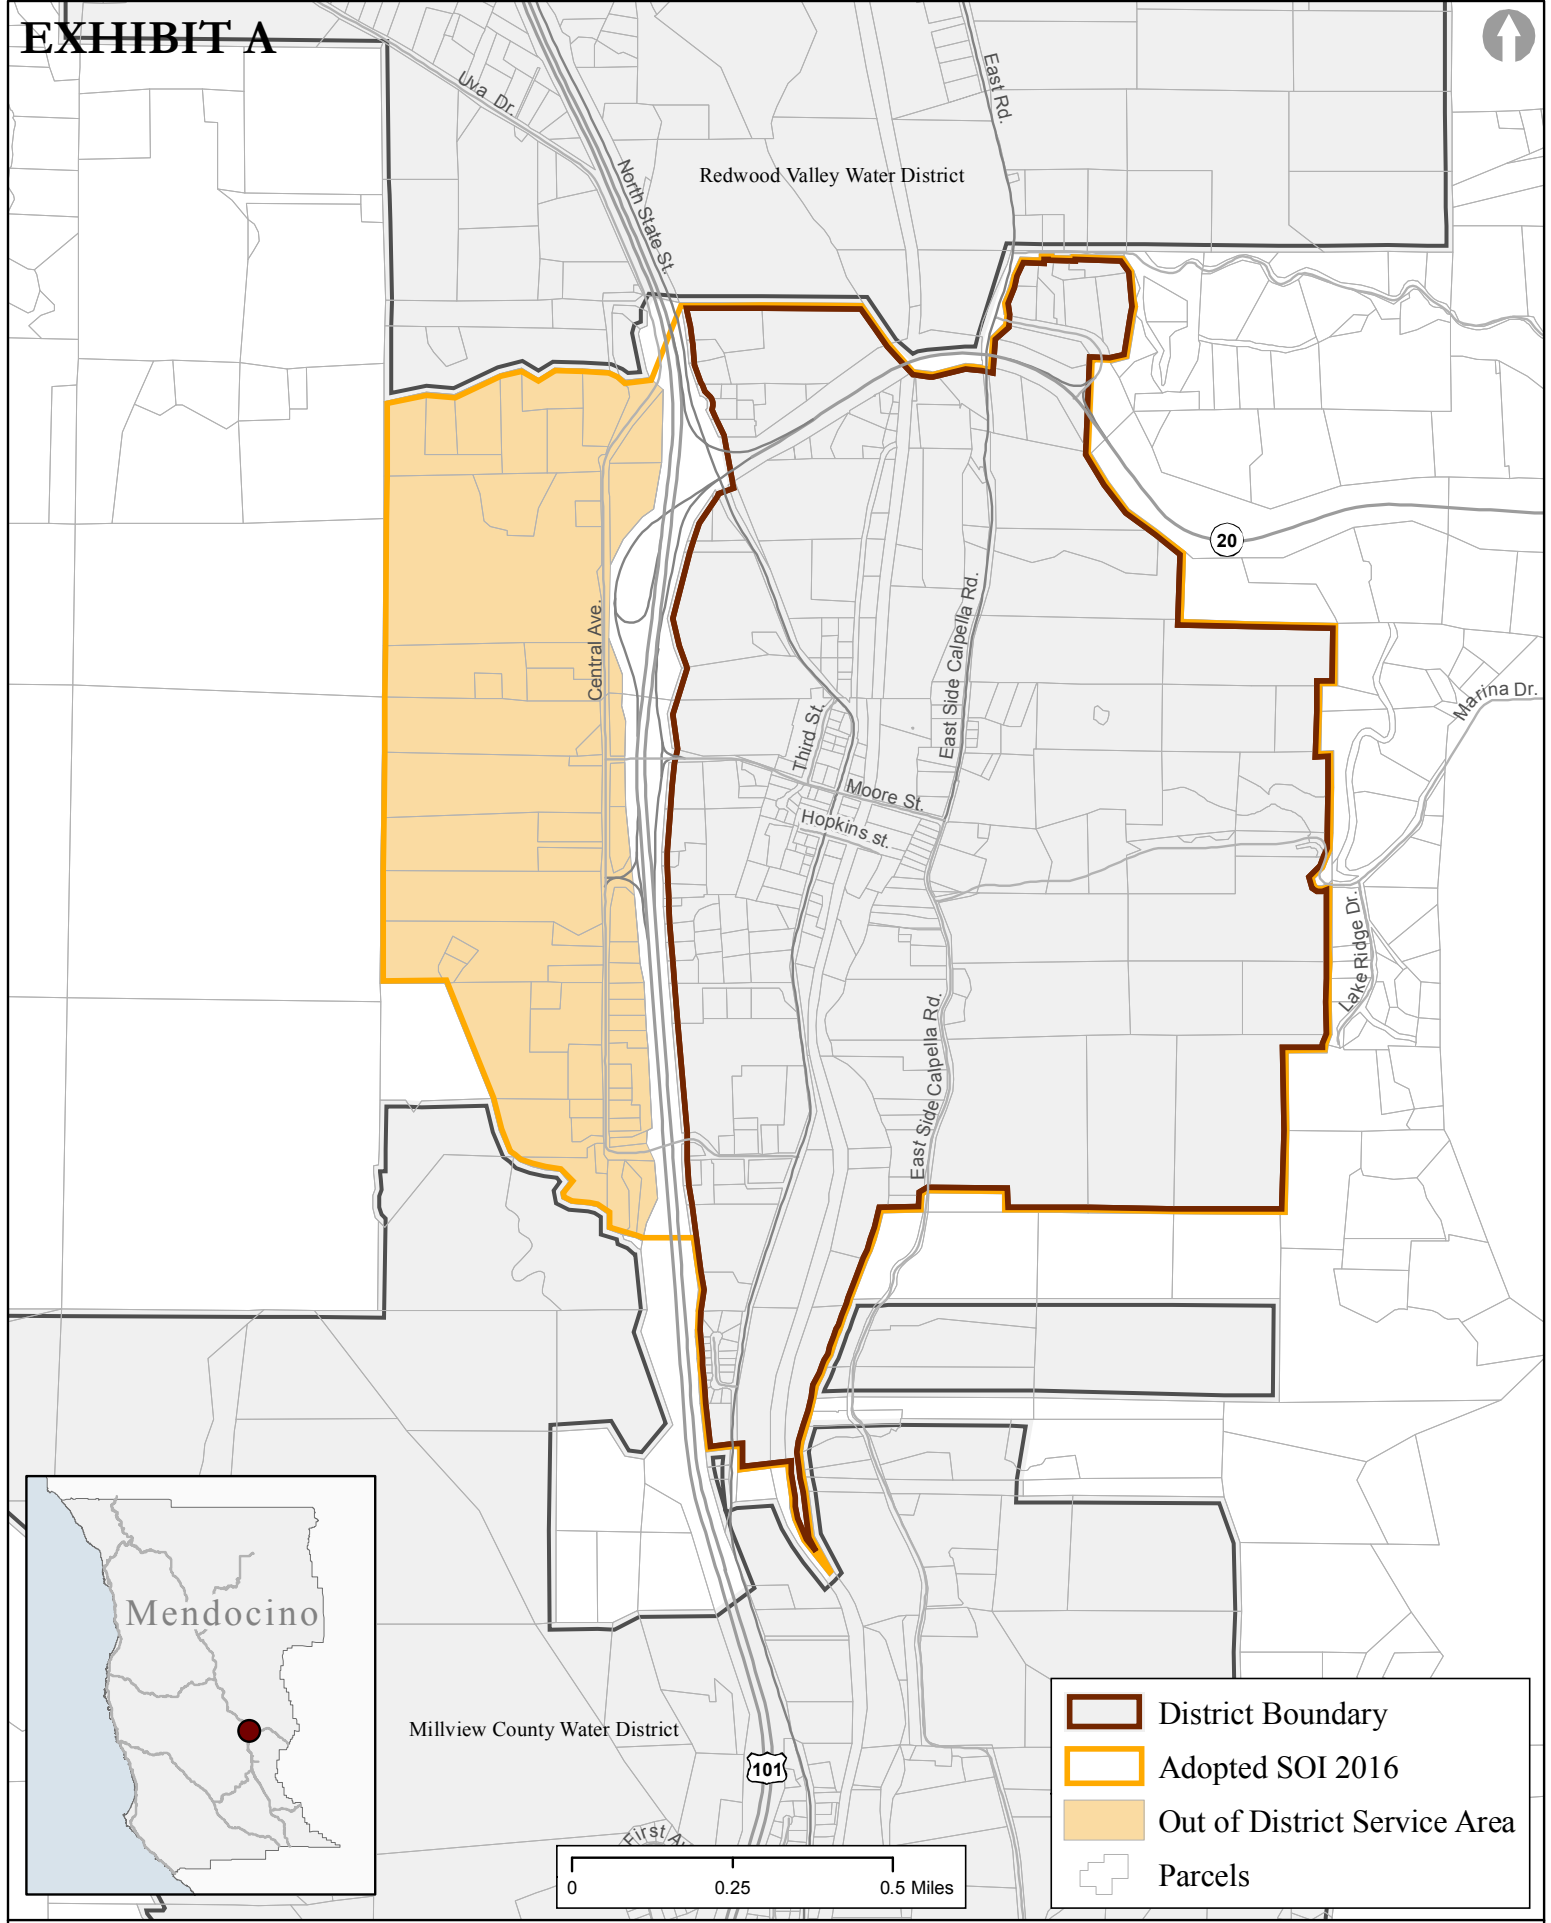 EXHIBIT A
Uva Dr.
East Rd.
North State St.
Redwood Valley Water District
20
Central Ave.
East Side Calpella Rd.
Third St.
Marina Dr.
Moore St.
Hopkins st.
Lake Ridge Dr.
East Side Calpella Rd.
Mendocino
Millview County Water District
101
First
District Boundary
Adopted SOI 2016
Out of District Service Area
Parcels
0 0.25 0.5 Miles